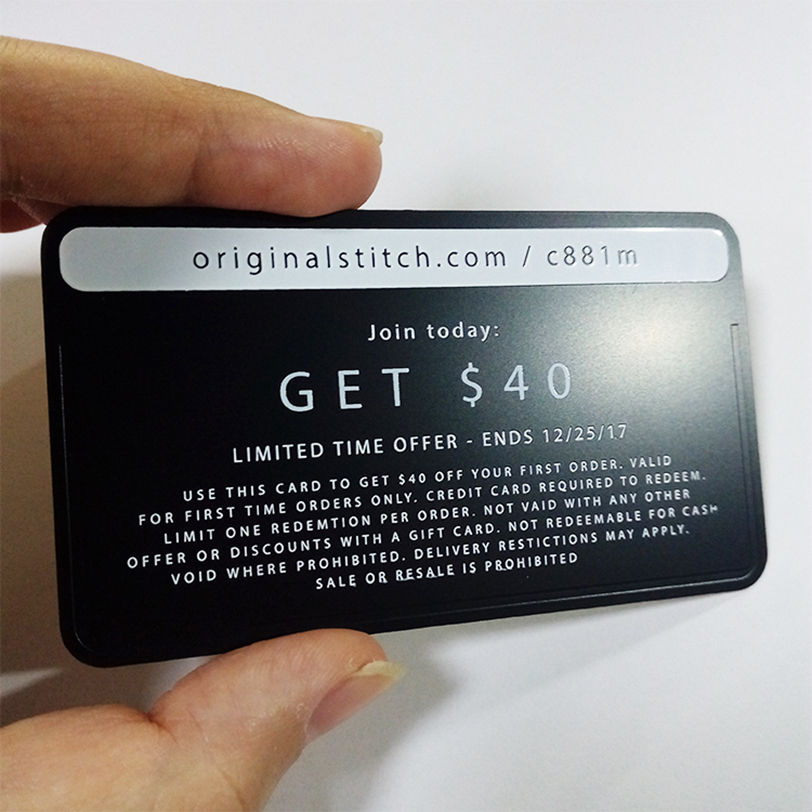 originalstitch.com / c881m
Join today:
GET $40
LIMITED TIME OFFER - ENDS 12/25/17
USE THIS CARD TO GET $40 OFF YOUR FIRST ORDER. VALID
FOR FIRST TIME ORDERS ONLY. CREDIT CARD REQUIRED TO REDEEM.
LIMIT ONE REDEMTION PER ORDER. NOT VAID WITH ANY OTHER
OFFER OR DISCOUNTS WITH A GIFT CARD. NOT REDEEMABLE FOR CASH
VOID WHERE PROHIBITED. DELIVERY RESTICTIONS MAY APPLY.
SALE OR RESALE IS PROHIBITED